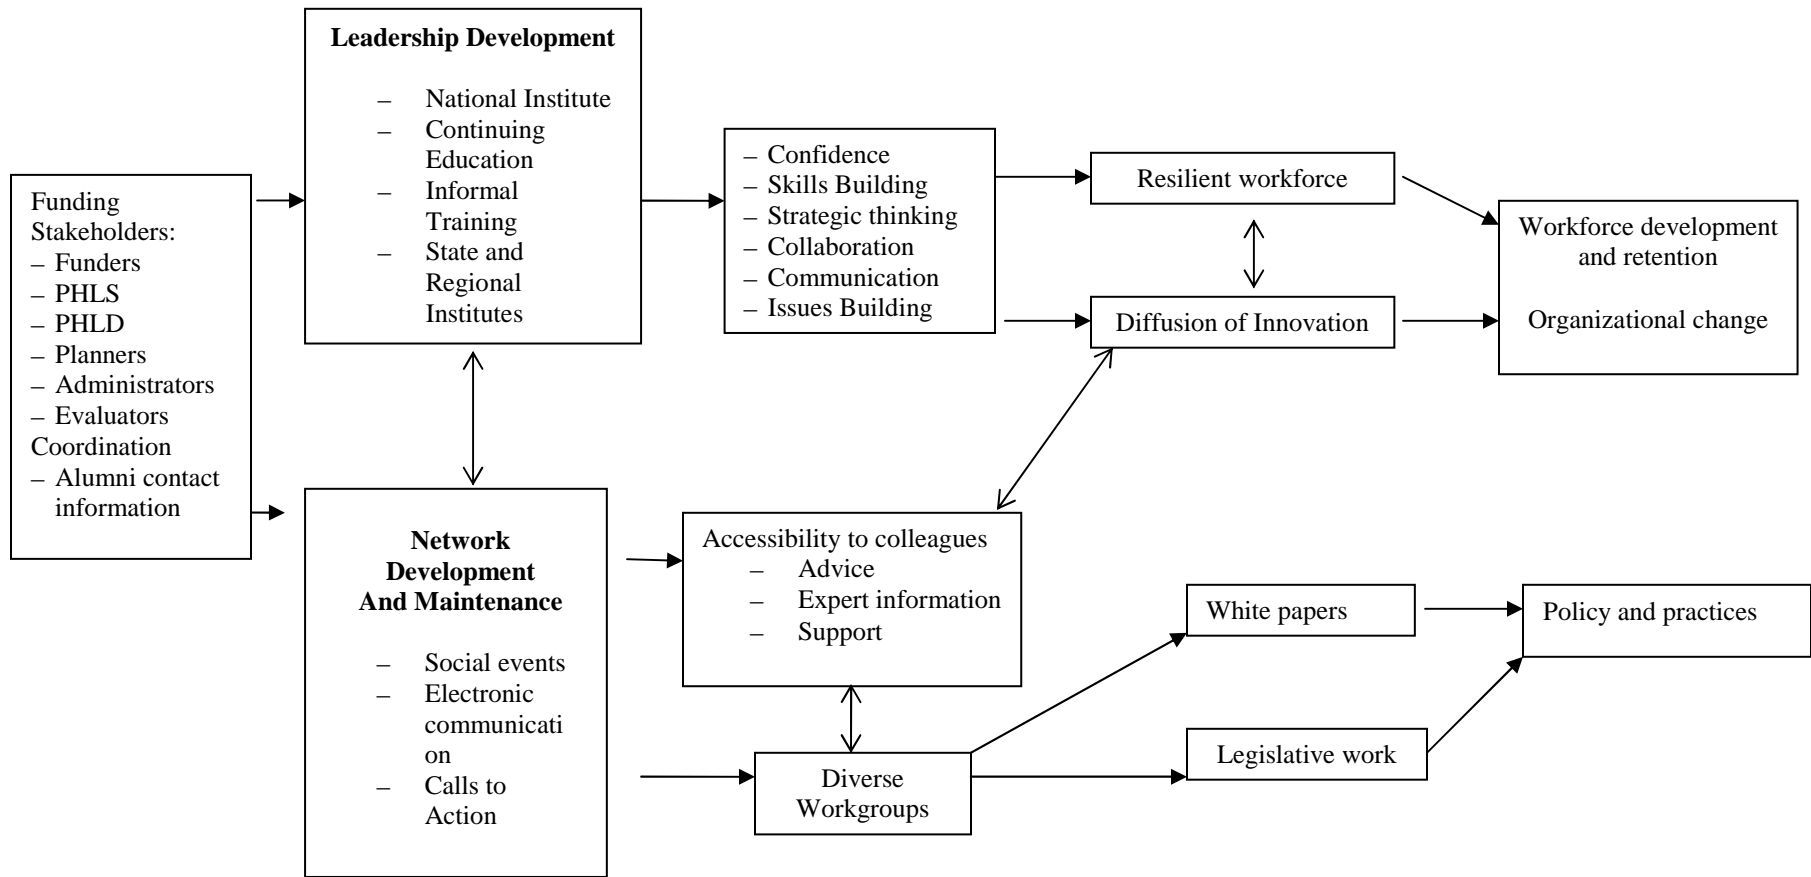 Funding
Stakeholders:
– Funders
– PHLS
– PHLD
– Planners
– Administrators
– Evaluators
Coordination
– Alumni contact
information
Leadership Development
– National Institute
– Continuing
Education
– Informal
Training
– State and
Regional
Institutes
Network
Development
And Maintenance
– Social events
– Electronic
communicati
on
– Calls to
Action
– Confidence
– Skills Building
– Strategic thinking
– Collaboration
– Communication
– Issues Building
Accessibility to colleagues
– Advice
– Expert information
– Support
Diverse
Workgroups
Resilient workforce
Diffusion of Innovation
White papers
Legislative work
Workforce development
and retention
Organizational change
Policy and practices